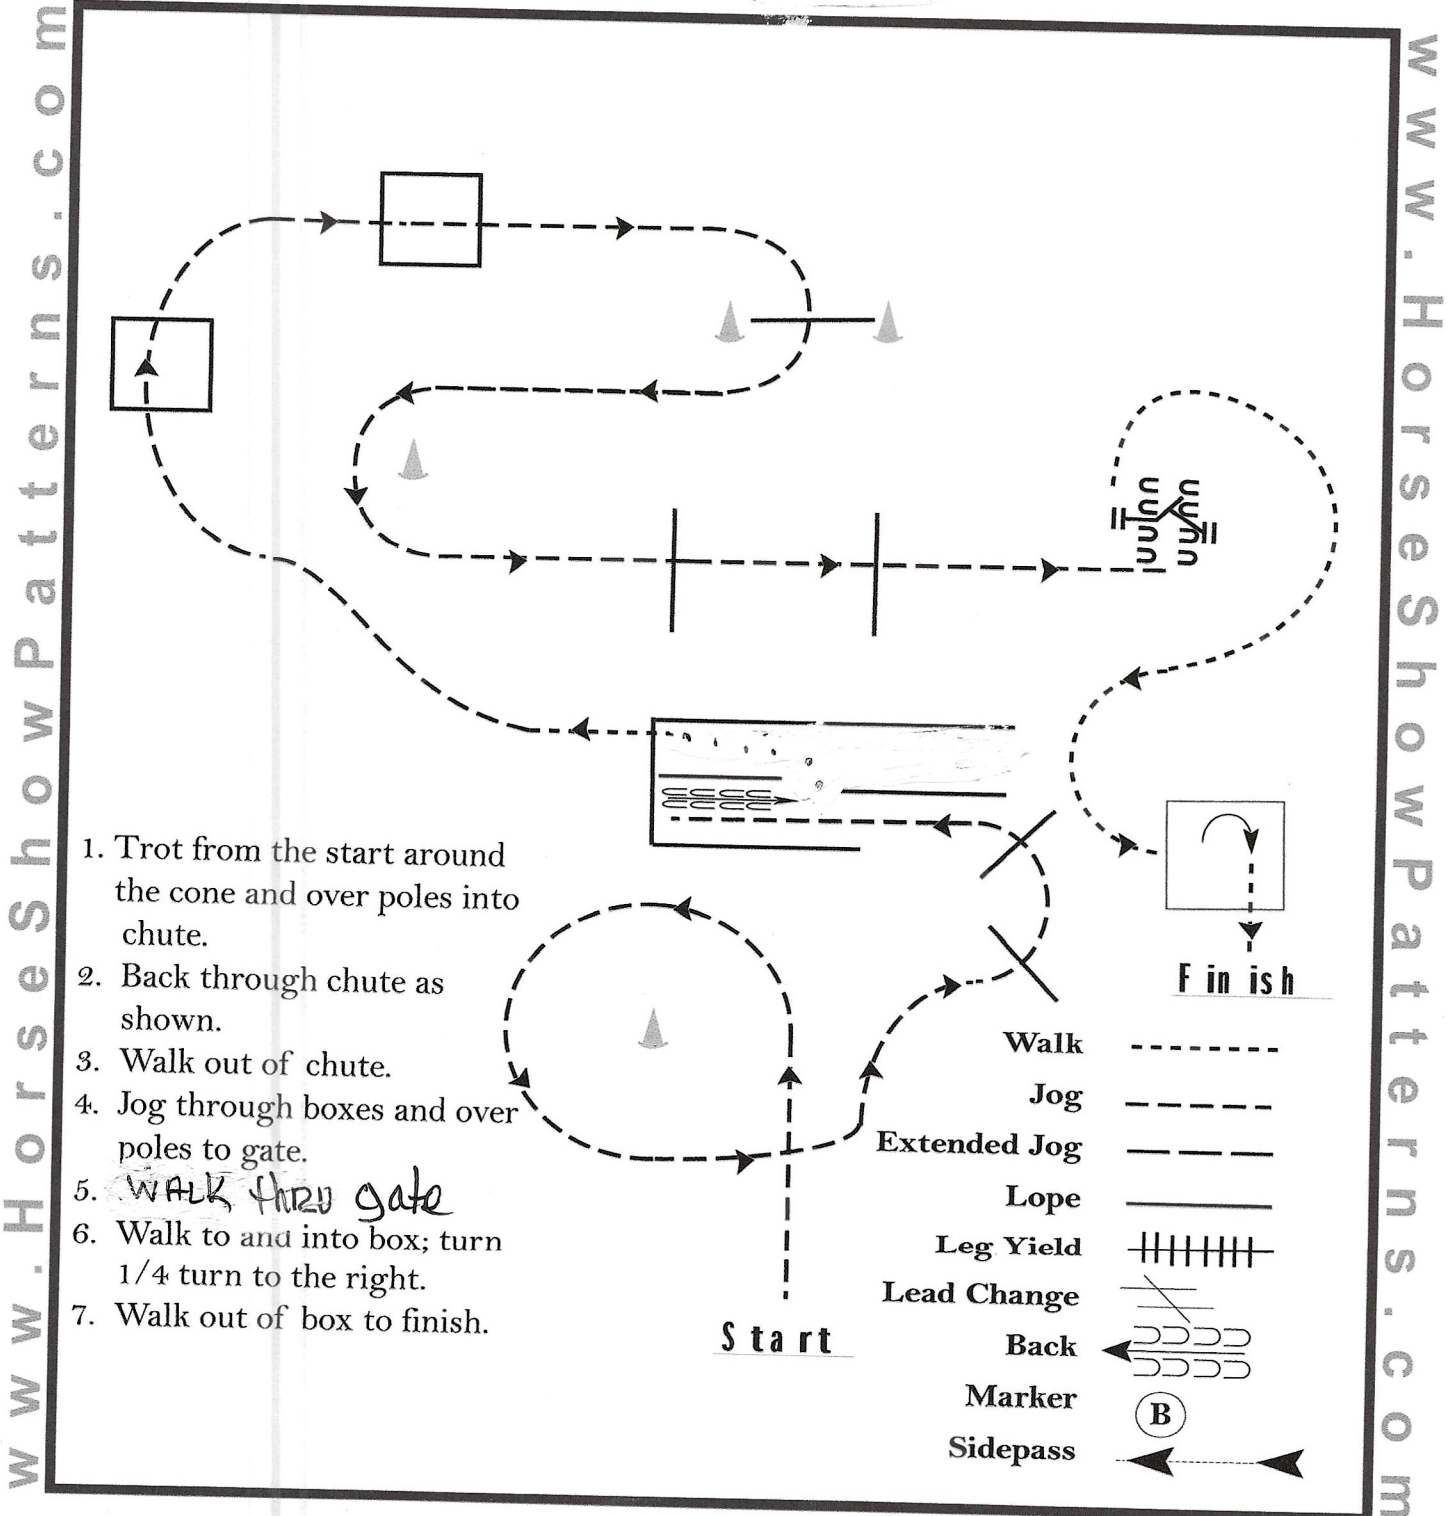 www.HorseShowPatterns.com
www.HorseShowPatterns.com
1. Trot from the start around
the cone and over poles into
chute.
2. Back through chute as
shown.
3. Walk out of chute.
4. Jog through boxes and over
poles to gate.
5. WALK thRU gate
6. Walk to and into box; turn
1/4 turn to the right.
7. Walk out of box to finish.
Start
Finish
Walk
Jog
Extended Jog
Lope
Leg Yield
Lead Change
Back
Marker B
Sidepass